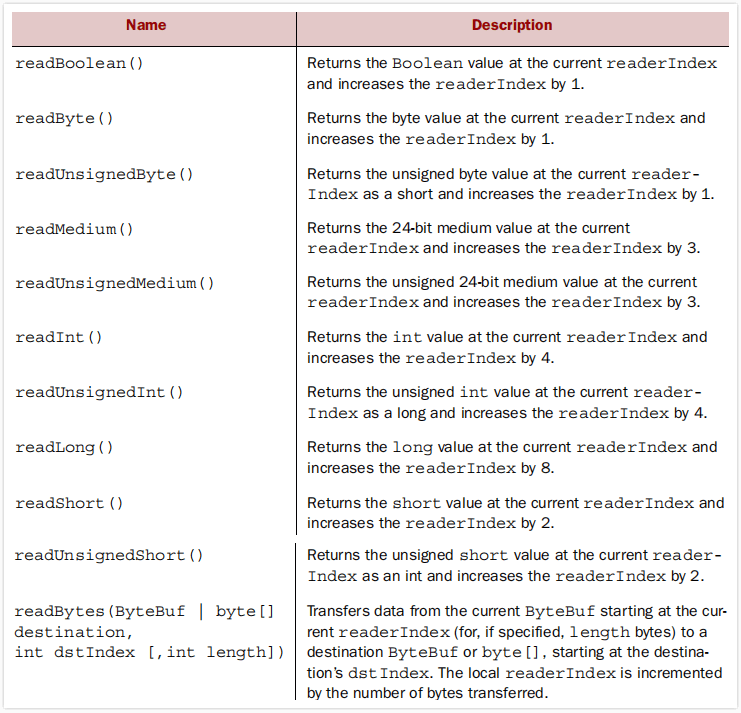 Name Description
readBoolean() Returns the Boolean value at the current readerIndex
and increases the readerIndex by 1.
readByte() Returns the byte value at the current readerIndex and
increases the readerIndex by 1.
readUnsignedByte() Returns the unsigned byte value at the current reader-
Index as a short and increases the readerIndex by 1.
readMedium() Returns the 24-bit medium value at the current
readerIndex and increases the readerIndex by 3.
readUnsignedMedium() Returns the unsigned 24-bit medium value at the current
readerIndex and increases the readerIndex by 3.
readInt() Returns the int value at the current readerIndex and
increases the readerIndex by 4.
readUnsignedInt() Returns the unsigned int value at the current reader-
Index as a long and increases the readerIndex by 4.
readLong() Returns the long value at the current readerIndex and
increases the readerIndex by 8.
readShort() Returns the short value at the current readerIndex and
increases the readerIndex by 2.
readUnsignedShort() Returns the unsigned short value at the current reader-
Index as an int and increases the readerIndex by 2.
readBytes(ByteBuf | byte[] Transfers data from the current ByteBuf starting at the cur-
destination, rent readerIndex (for, if specified, length bytes) to a
int dstIndex [,int length]) destination ByteBuf or byte[], starting at the destina-
tion's dstIndex. The local readerIndex is incremented
by the number of bytes transferred.